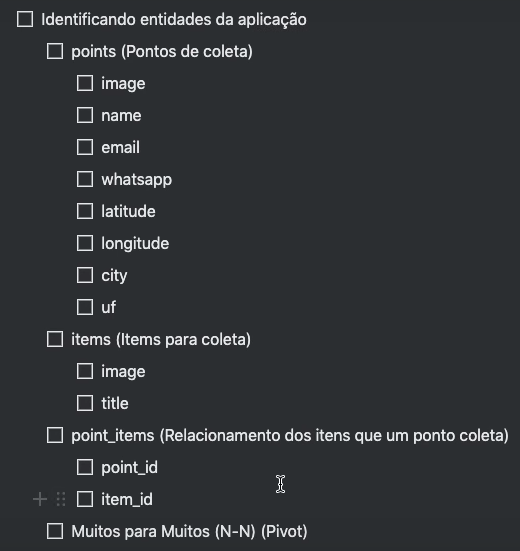 Identificando entidades da aplicação
points (Pontos de coleta)
image
name
email
whatsapp
latitude
longitude
city
uf
items (Items para coleta)
image
title
point_items (Relacionamento dos itens que um ponto coleta)
point_id
item_id
Muitos para Muitos (N-N) (Pivot)